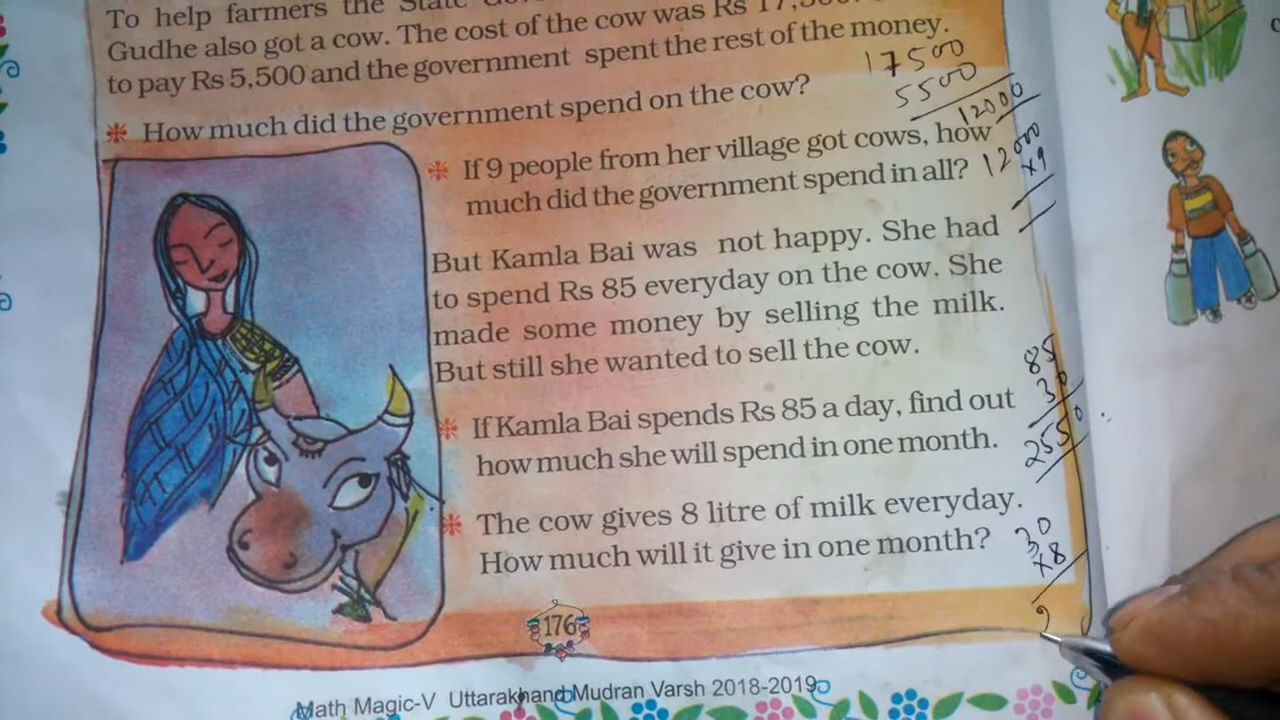 To help farmers the State
Gudhe also got a cow. The cost of the cow was Rs 17,500.
to pay Rs 5,500 and the government spent the rest of the money.
17500
5500
12000
✻ How much did the government spend on the cow?
✻ If 9 people from her village got cows, how
much did the government spend in all?
12000
x9
But Kamla Bai was not happy. She had
to spend Rs 85 everyday on the cow. She
made some money by selling the milk.
But still she wanted to sell the cow.
✻ If Kamla Bai spends Rs 85 a day, find out
how much she will spend in one month.
85
30
2550
✻ The cow gives 8 litre of milk everyday.
How much will it give in one month?
30
x8
176
Math Magic-V Uttarakhand Mudran Varsh 2018-2019